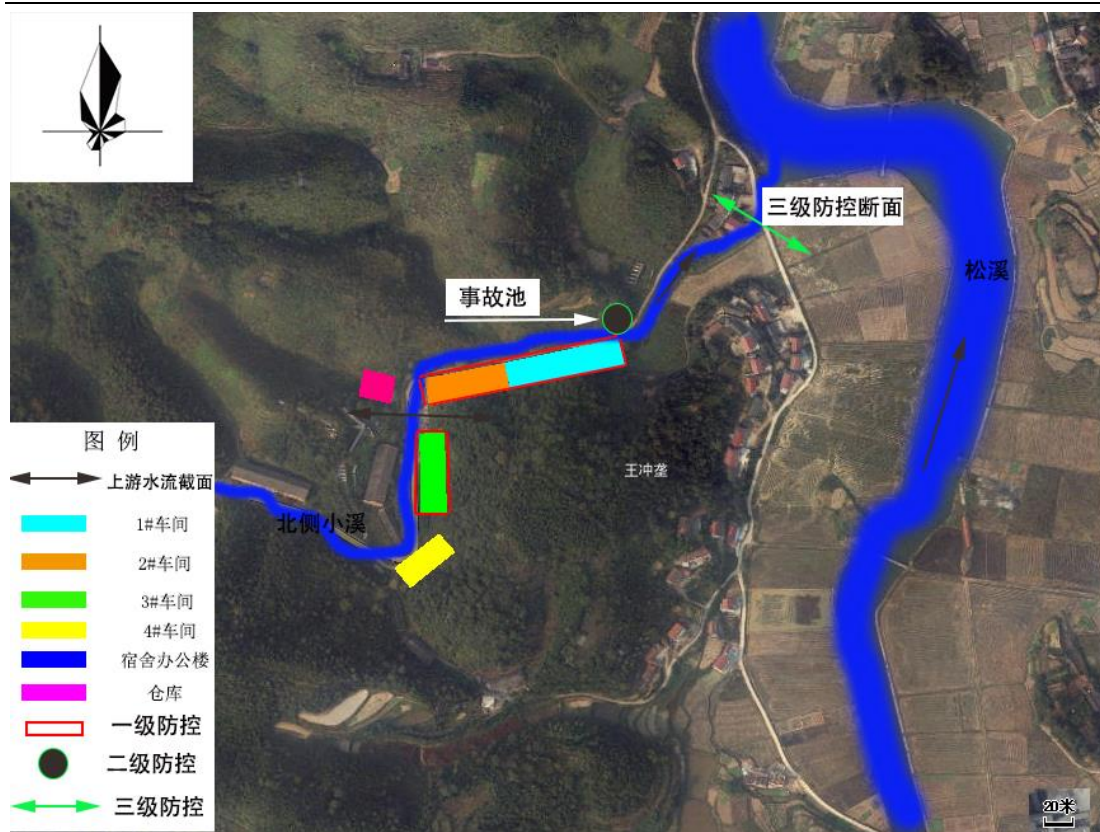 三级防控断面
松溪
事故池
王冲垄
北侧小溪
图 例
上游水流截面
1#车间
2#车间
3#车间
4#车间
宿舍办公楼
仓库
一级防控
二级防控
三级防控
20米